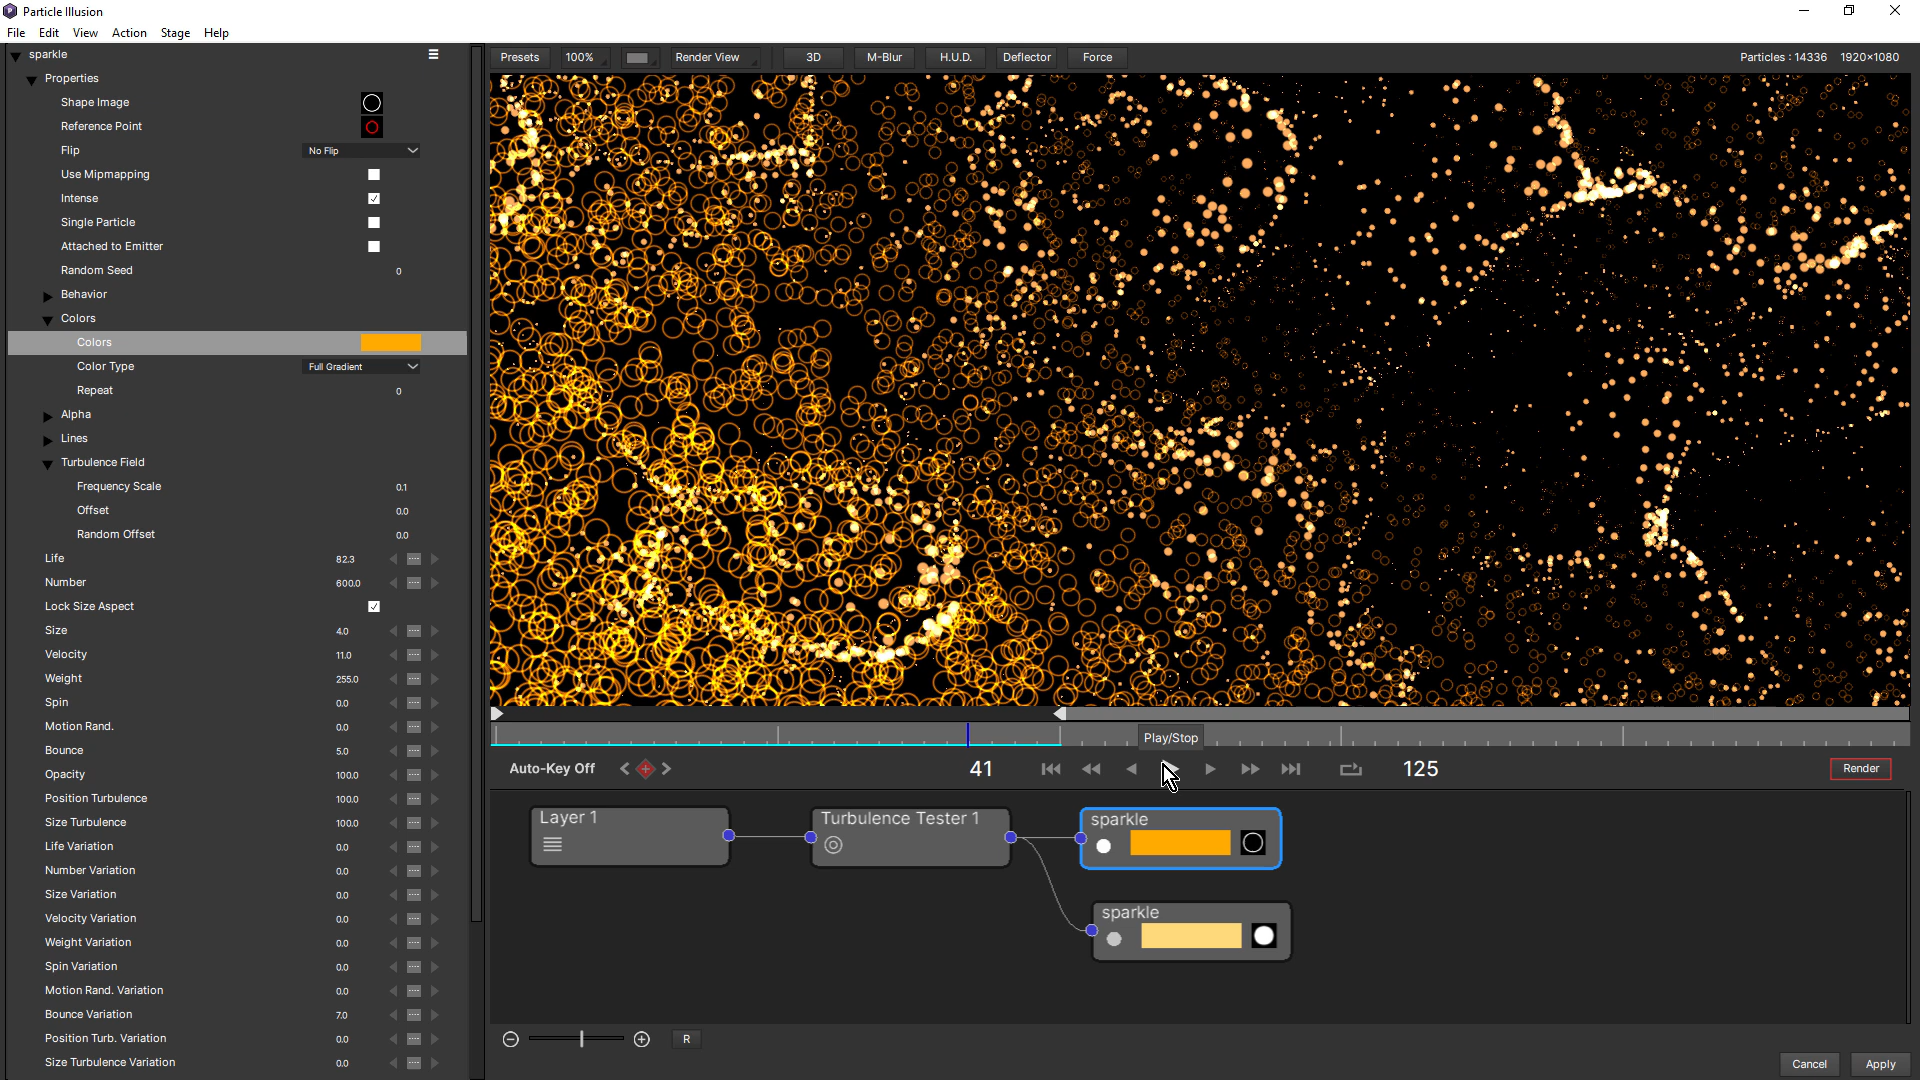 Particle Illusion
File Edit View Action Stage Help
sparkle
Properties
Shape Image
Reference Point
Flip No Flip
Use Mipmapping
Intense
Single Particle
Attached to Emitter
Random Seed 0
Behavior
Colors
Colors
Color Type Full Gradient
Repeat 0
Alpha
Lines
Turbulence Field
Frequency Scale 0.1
Offset 0.0
Random Offset 0.0
Life 82.3
Number 600.0
Lock Size Aspect
Size 4.0
Velocity 11.0
Weight 255.0
Spin 0.0
Motion Rand. 0.0
Bounce 5.0
Opacity 100.0
Position Turbulence 100.0
Size Turbulence 100.0
Life Variation 0.0
Number Variation 0.0
Size Variation 0.0
Velocity Variation 0.0
Weight Variation 0.0
Spin Variation 0.0
Motion Rand. Variation 0.0
Bounce Variation 7.0
Position Turb. Variation 0.0
Size Turbulence Variation 0.0
Presets 100% Render View 3D M-Blur H.U.D. Deflector Force Particles : 14336 1920×1080
Play/Stop
Auto-Key Off 41 125 Render
Layer 1
Turbulence Tester 1
sparkle
sparkle
R
Cancel Apply